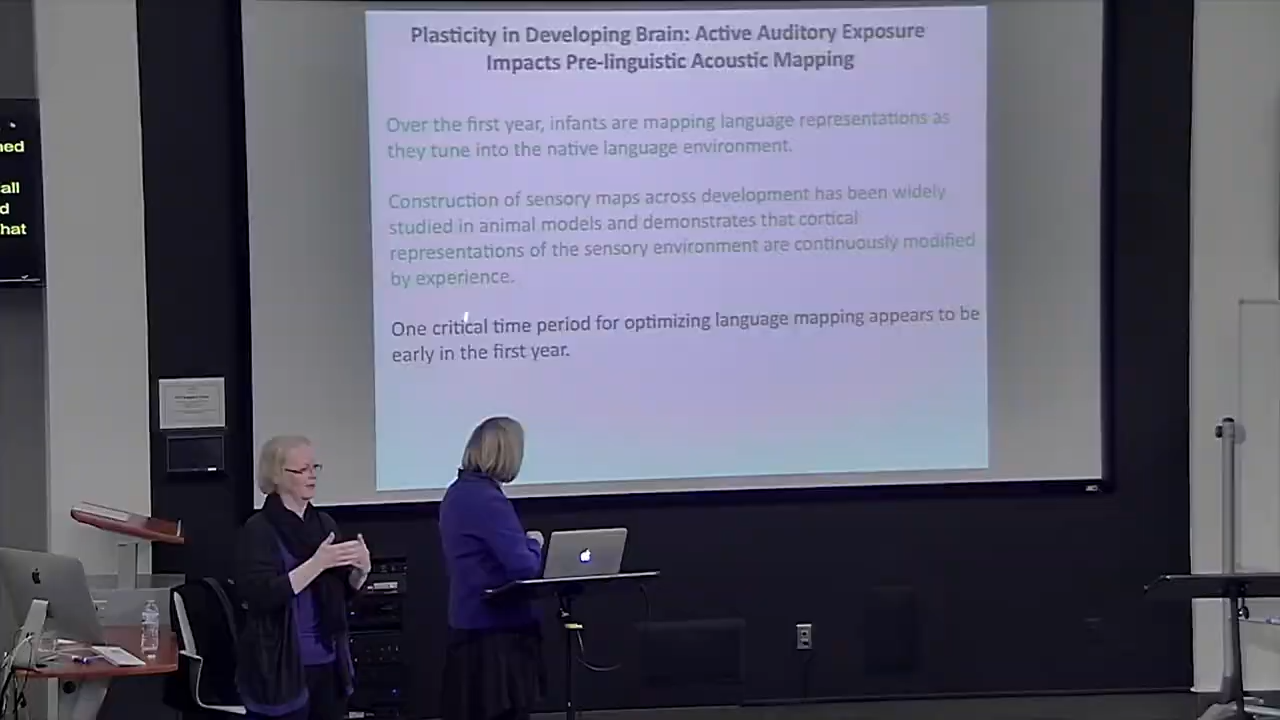 Plasticity in Developing Brain: Active Auditory Exposure
Impacts Pre-linguistic Acoustic Mapping
Over the first year, infants are mapping language representations as
they tune into the native language environment.
Construction of sensory maps across development has been widely
studied in animal models and demonstrates that cortical
representations of the sensory environment are continuously modified
by experience.
One critical time period for optimizing language mapping appears to be
early in the first year.
ned
all
d
hat